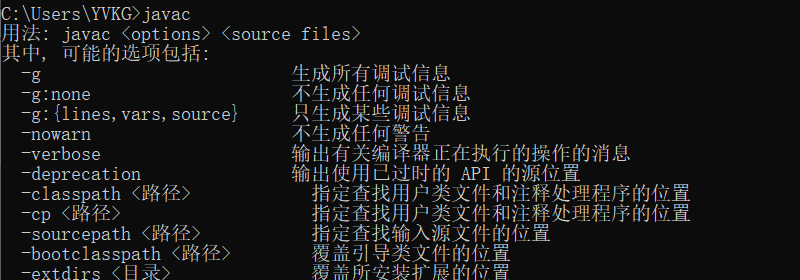 C:\Users\YVKG>javac
用法: javac <options> <source files>
其中, 可能的选项包括:
-g 生成所有调试信息
-g:none 不生成任何调试信息
-g:{lines,vars,source} 只生成某些调试信息
-nowarn 不生成任何警告
-verbose 输出有关编译器正在执行的操作的消息
-deprecation 输出使用已过时的 API 的源位置
-classpath <路径> 指定查找用户类文件和注释处理程序的位置
-cp <路径> 指定查找用户类文件和注释处理程序的位置
-sourcepath <路径> 指定查找输入源文件的位置
-bootclasspath <路径> 覆盖引导类文件的位置
-extdirs <目录> 覆盖所安装扩展的位置